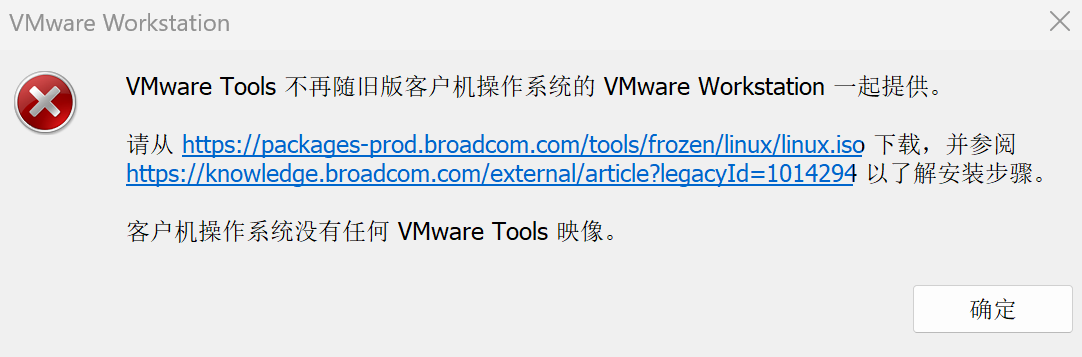 VMware Workstation
VMware Tools 不再随旧版客户机操作系统的 VMware Workstation 一起提供。
请从 https://packages-prod.broadcom.com/tools/frozen/linux/linux.iso 下载，并参阅
https://knowledge.broadcom.com/external/article?legacyId=1014294 以了解安装步骤。
客户机操作系统没有任何 VMware Tools 映像。
确定